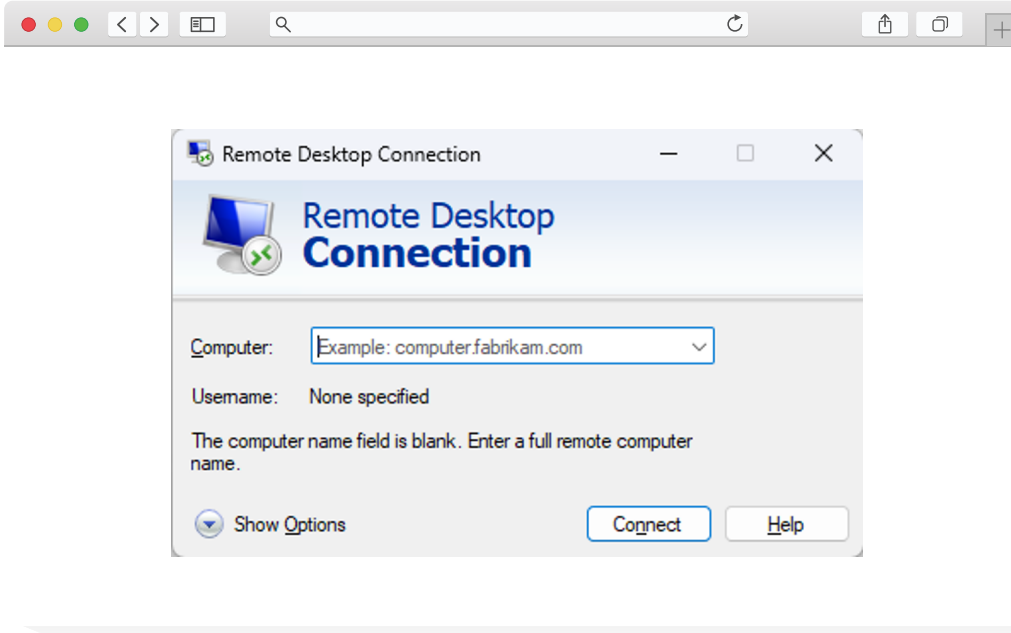 Remote Desktop Connection
Remote Desktop
Connection
Computer:
Example: computer.fabrikam.com
Username:
None specified
The computer name field is blank. Enter a full remote computer
name.
Show Options
Connect
Help